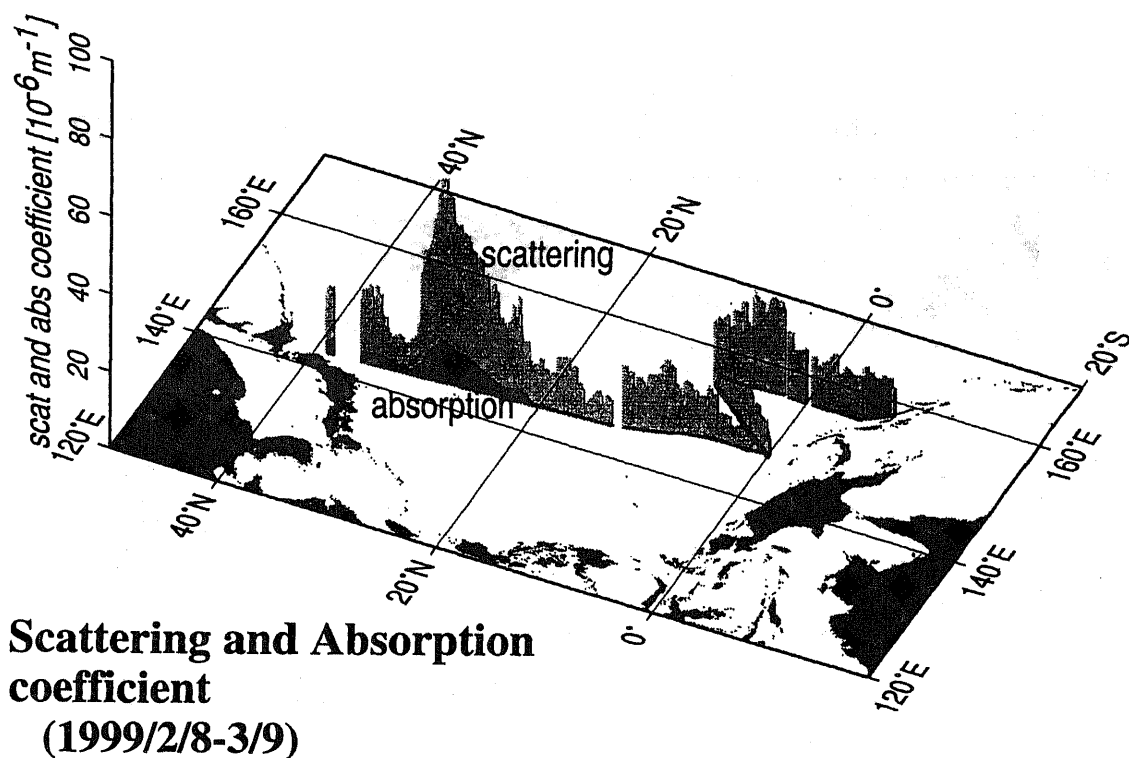 scat and abs coefficient [10-6m-1]
100
80
60
40
20
120°E
140°E
160°E
40°N
20°N
0°
20°S
scattering
absorption
160°E
140°E
120°E
40°N
20°N
0°
Scattering and Absorption
coefficient
(1999/2/8-3/9)